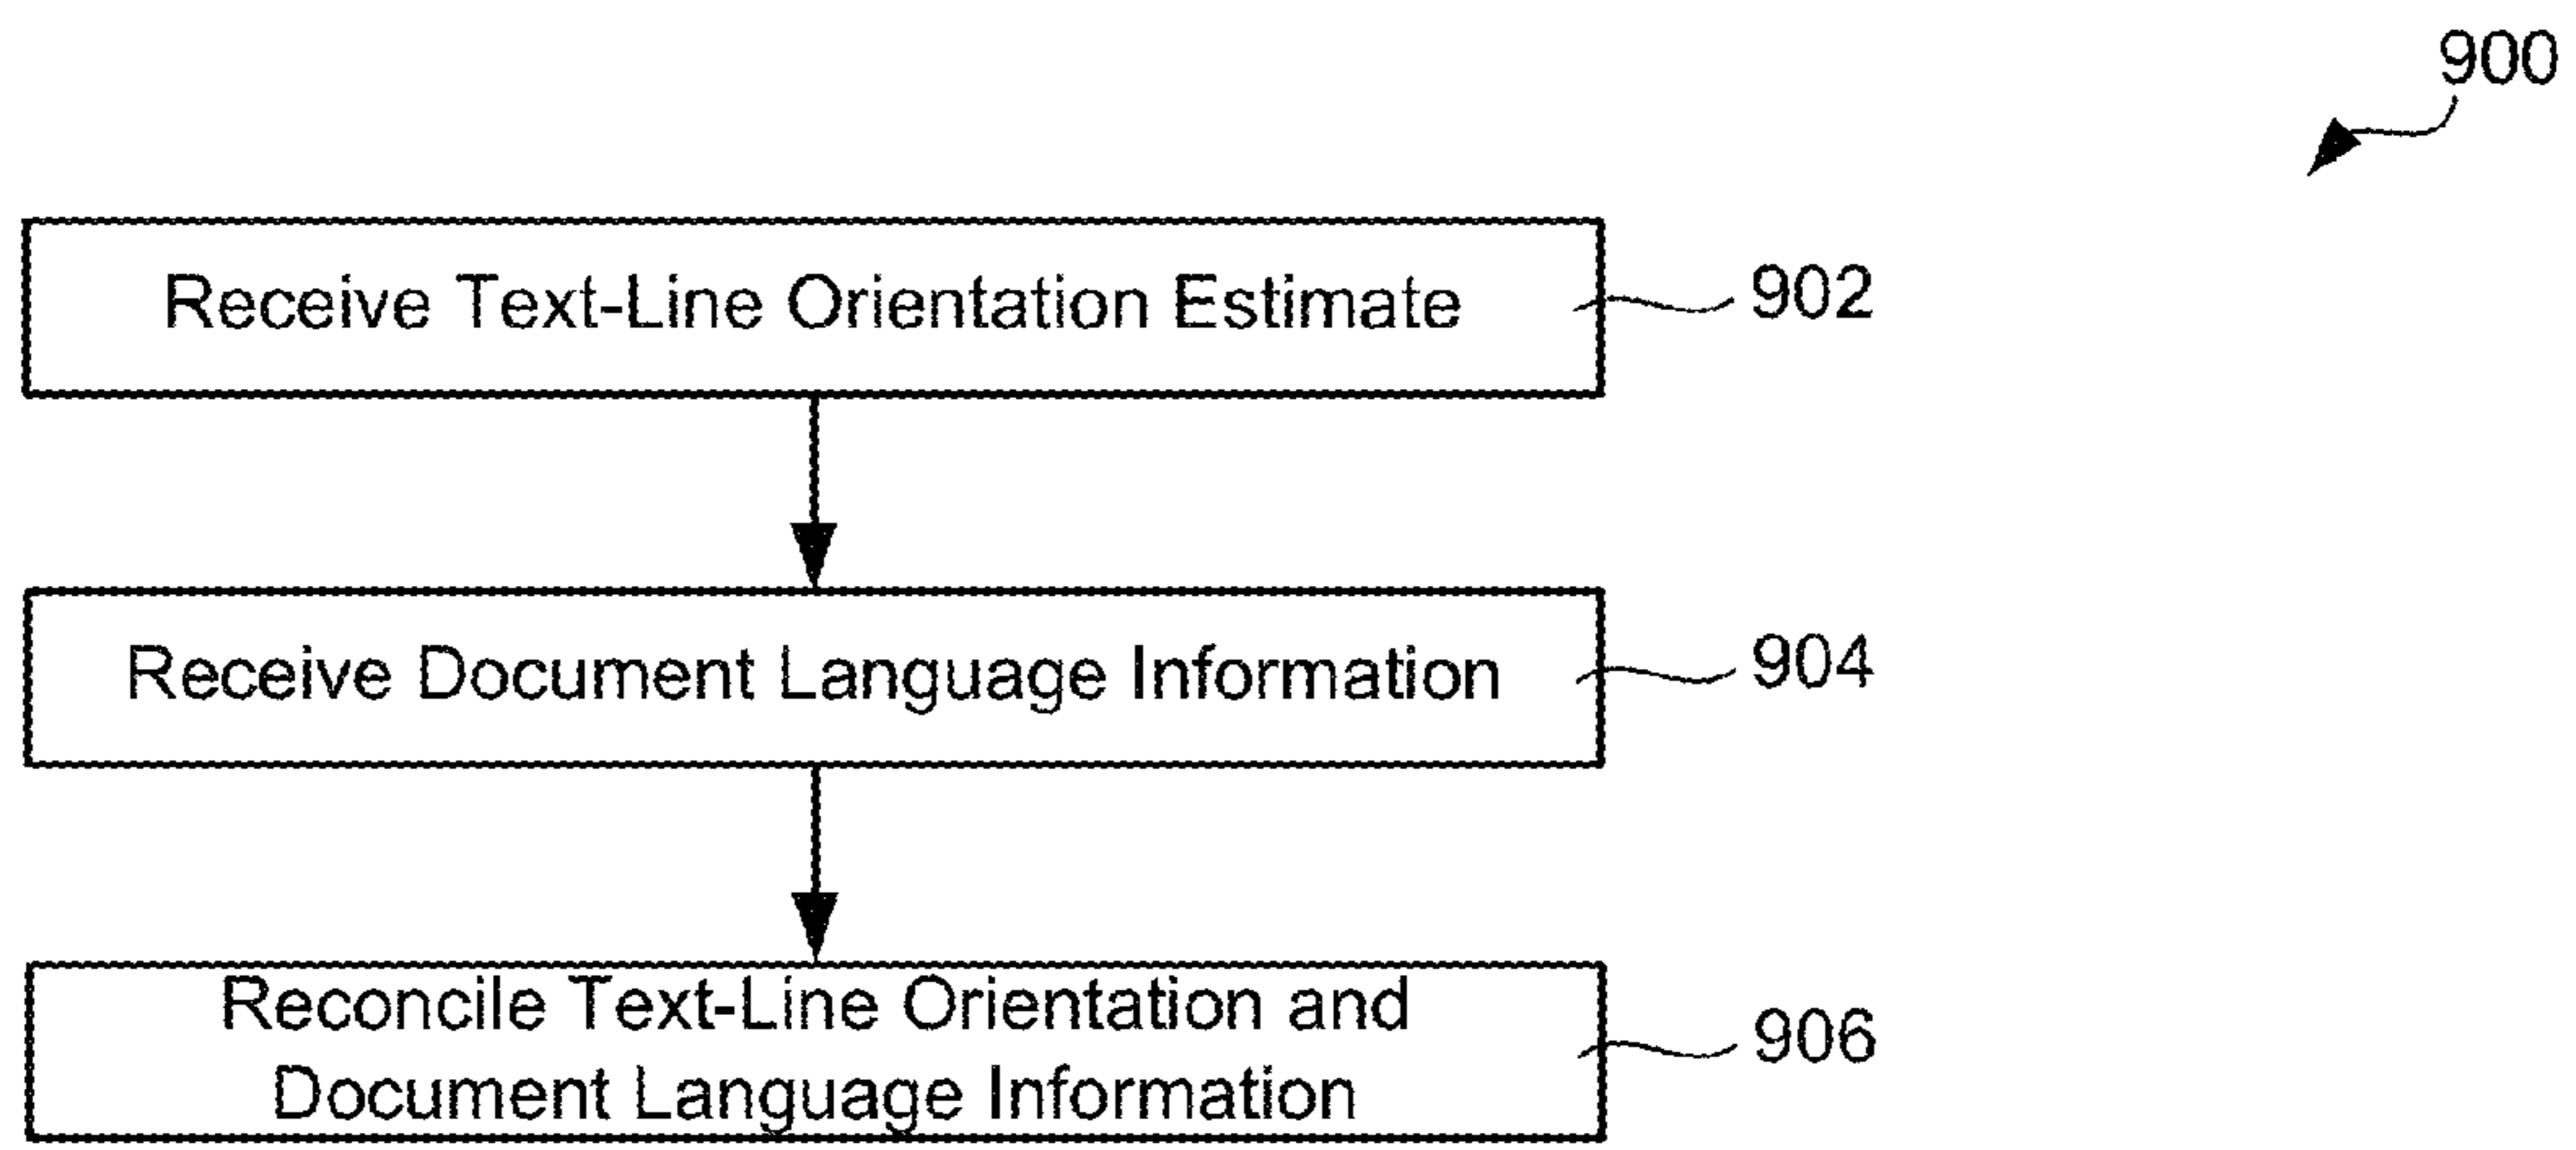 900
Receive Text-Line Orientation Estimate
902
Receive Document Language Information
904
Reconcile Text-Line Orientation and
Document Language Information
906